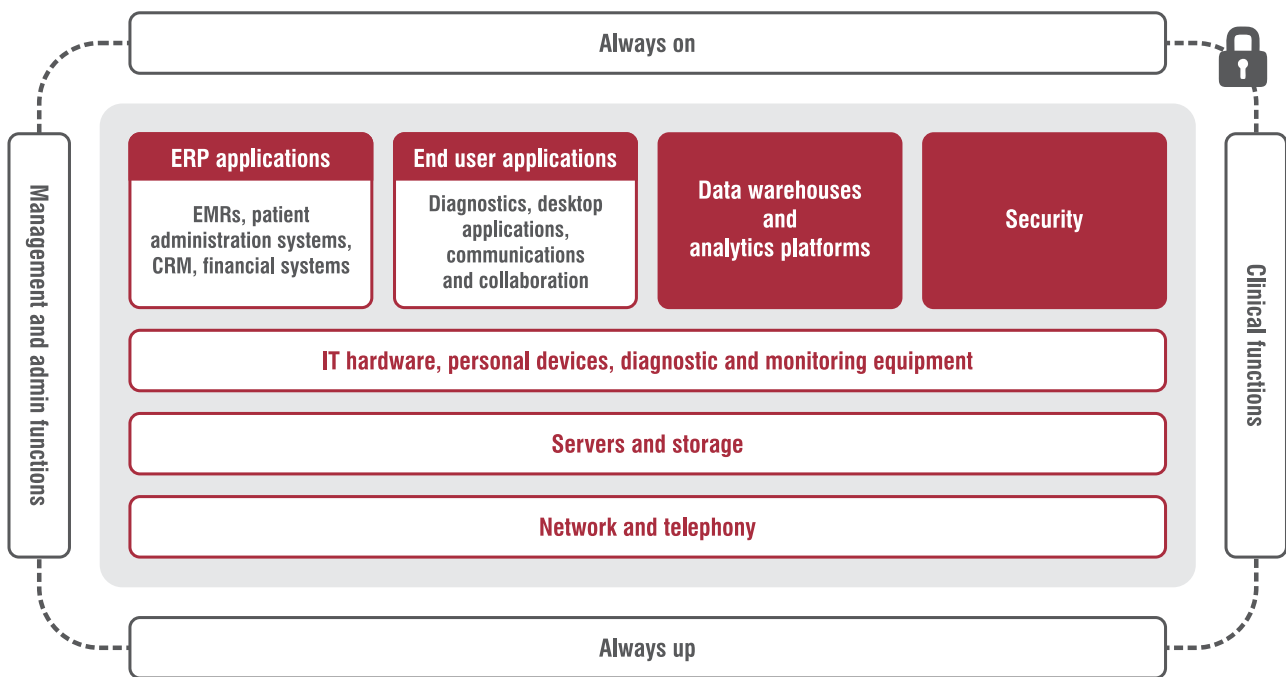 Always on
Management and admin functions
ERP applications
EMRs, patient
administration systems,
CRM, financial systems
End user applications
Diagnostics, desktop
applications,
communications
and collaboration
Data warehouses
and
analytics platforms
Security
Clinical functions
IT hardware, personal devices, diagnostic and monitoring equipment
Servers and storage
Network and telephony
Always up